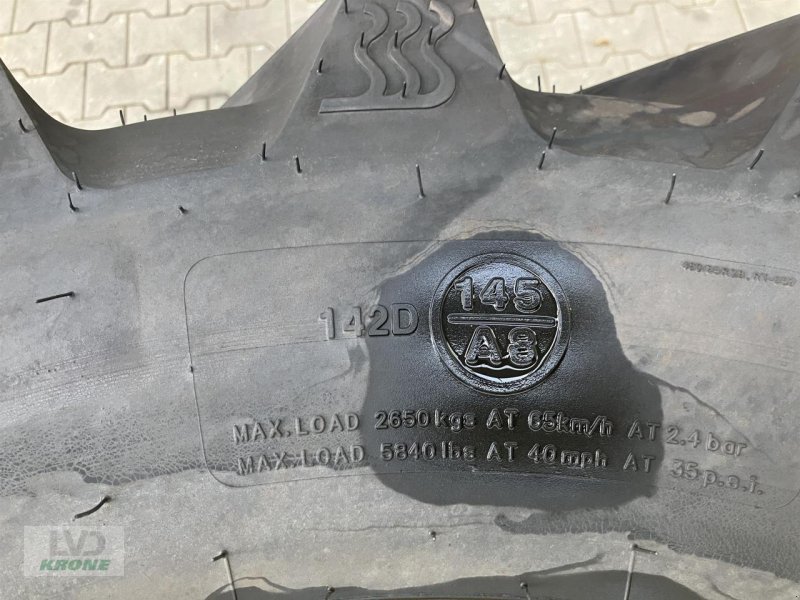 142D
145
A8
MAX. LOAD 2650 kgs AT 65km/h AT 2.4 bar
MAX. LOAD 5840 lbs AT 40 mph AT 35 p.s.i.
LVD
KRONE